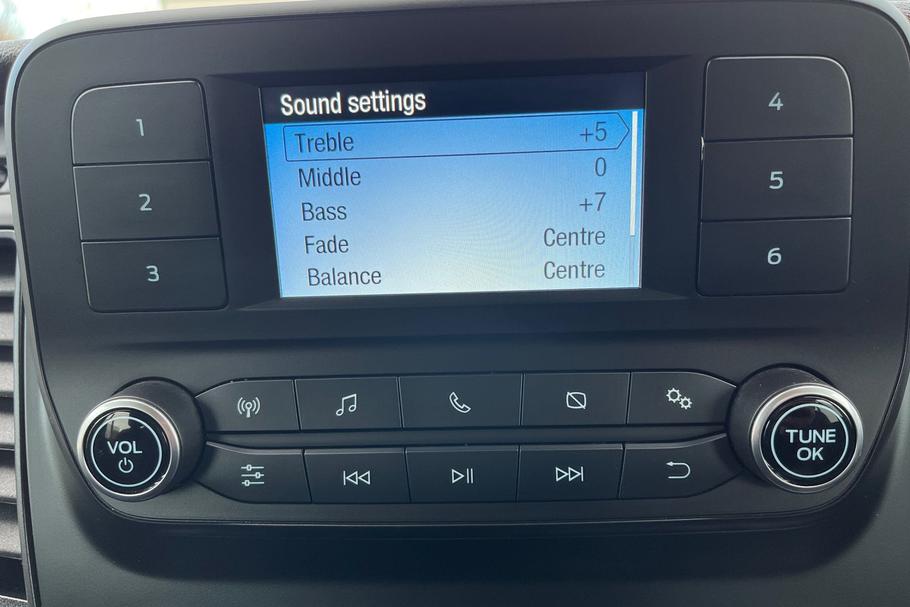 Sound settings
Treble +5
Middle 0
Bass +7
Fade Centre
Balance Centre
1
2
3
4
5
6
VOL
TUNE
OK